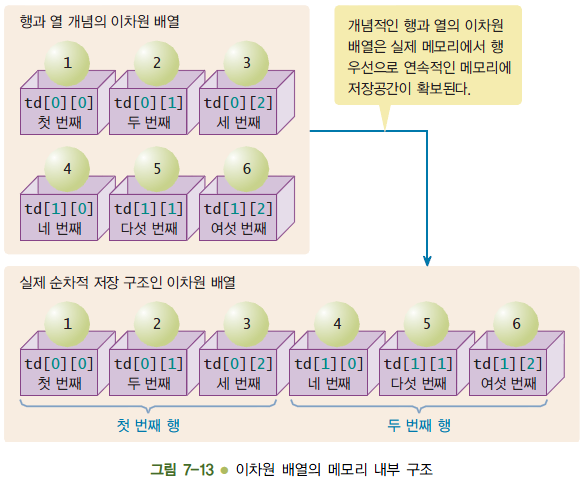 행과 열 개념의 이차원 배열
1 2 3
td[0][0] td[0][1] td[0][2]
첫 번째 두 번째 세 번째
4 5 6
td[1][0] td[1][1] td[1][2]
네 번째 다섯 번째 여섯 번째
개념적인 행과 열의 이차원
배열은 실제 메모리에서 행
우선으로 연속적인 메모리에
저장공간이 확보된다.
실제 순차적 저장 구조인 이차원 배열
1 2 3 4 5 6
td[0][0] td[0][1] td[0][2] td[1][0] td[1][1] td[1][2]
첫 번째 두 번째 세 번째 네 번째 다섯 번째 여섯 번째
첫 번째 행 두 번째 행
그림 7-13 ● 이차원 배열의 메모리 내부 구조